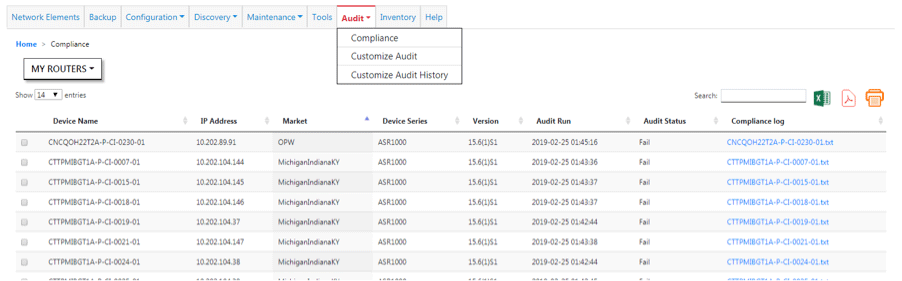 Network Elements Backup Configuration Discovery Maintenance Tools Audit Inventory Help
Home > Compliance
Compliance
Customize Audit
Customize Audit History
MY ROUTERS
Show 14 entries
Search:
Device Name IP Address Market Device Series Version Audit Run Audit Status Compliance log
CNCQOH22T2A-P-CI-0230-01 10.202.89.91 OPW ASR1000 15.6(1)S1 2019-02-25 01:45:16 Fail CNCQOH22T2A-P-CI-0230-01.txt
CTTPMIBGT1A-P-CI-0007-01 10.202.104.144 MichiganIndianaKY ASR1000 15.6(1)S1 2019-02-25 01:43:36 Fail CTTPMIBGT1A-P-CI-0007-01.txt
CTTPMIBGT1A-P-CI-0015-01 10.202.104.145 MichiganIndianaKY ASR1000 15.6(1)S1 2019-02-25 01:43:37 Fail CTTPMIBGT1A-P-CI-0015-01.txt
CTTPMIBGT1A-P-CI-0018-01 10.202.104.146 MichiganIndianaKY ASR1000 15.6(1)S1 2019-02-25 01:43:37 Fail CTTPMIBGT1A-P-CI-0018-01.txt
CTTPMIBGT1A-P-CI-0019-01 10.202.104.37 MichiganIndianaKY ASR1000 15.6(1)S1 2019-02-25 01:42:44 Fail CTTPMIBGT1A-P-CI-0019-01.txt
CTTPMIBGT1A-P-CI-0021-01 10.202.104.147 MichiganIndianaKY ASR1000 15.6(1)S1 2019-02-25 01:43:38 Fail CTTPMIBGT1A-P-CI-0021-01.txt
CTTPMIBGT1A-P-CI-0024-01 10.202.104.38 MichiganIndianaKY ASR1000 15.6(1)S1 2019-02-25 01:42:44 Fail CTTPMIBGT1A-P-CI-0024-01.txt